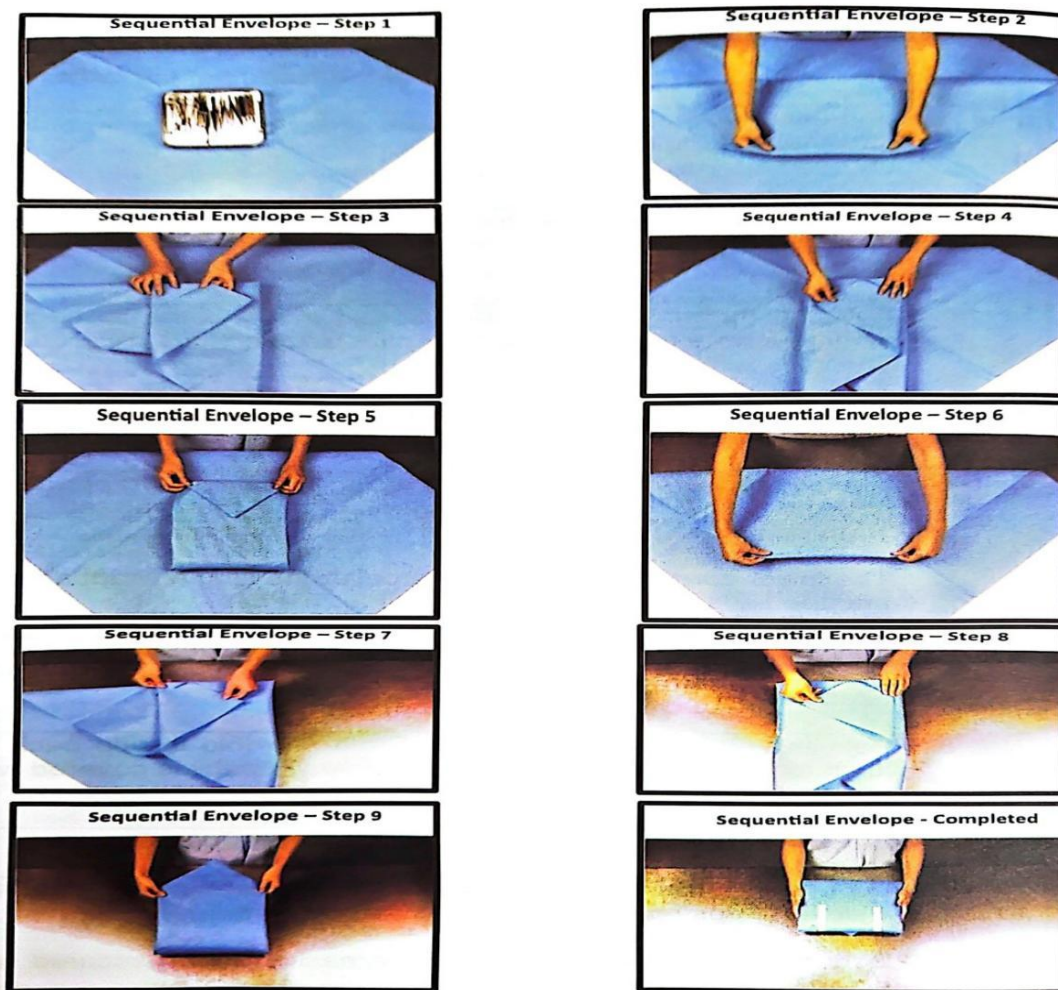 Sequential Envelope – Step 1
Sequential Envelope – Step 2
Sequential Envelope – Step 3
Sequential Envelope – Step 4
Sequential Envelope – Step 5
Sequential Envelope – Step 6
Sequential Envelope – Step 7
Sequential Envelope – Step 8
Sequential Envelope – Step 9
Sequential Envelope - Completed